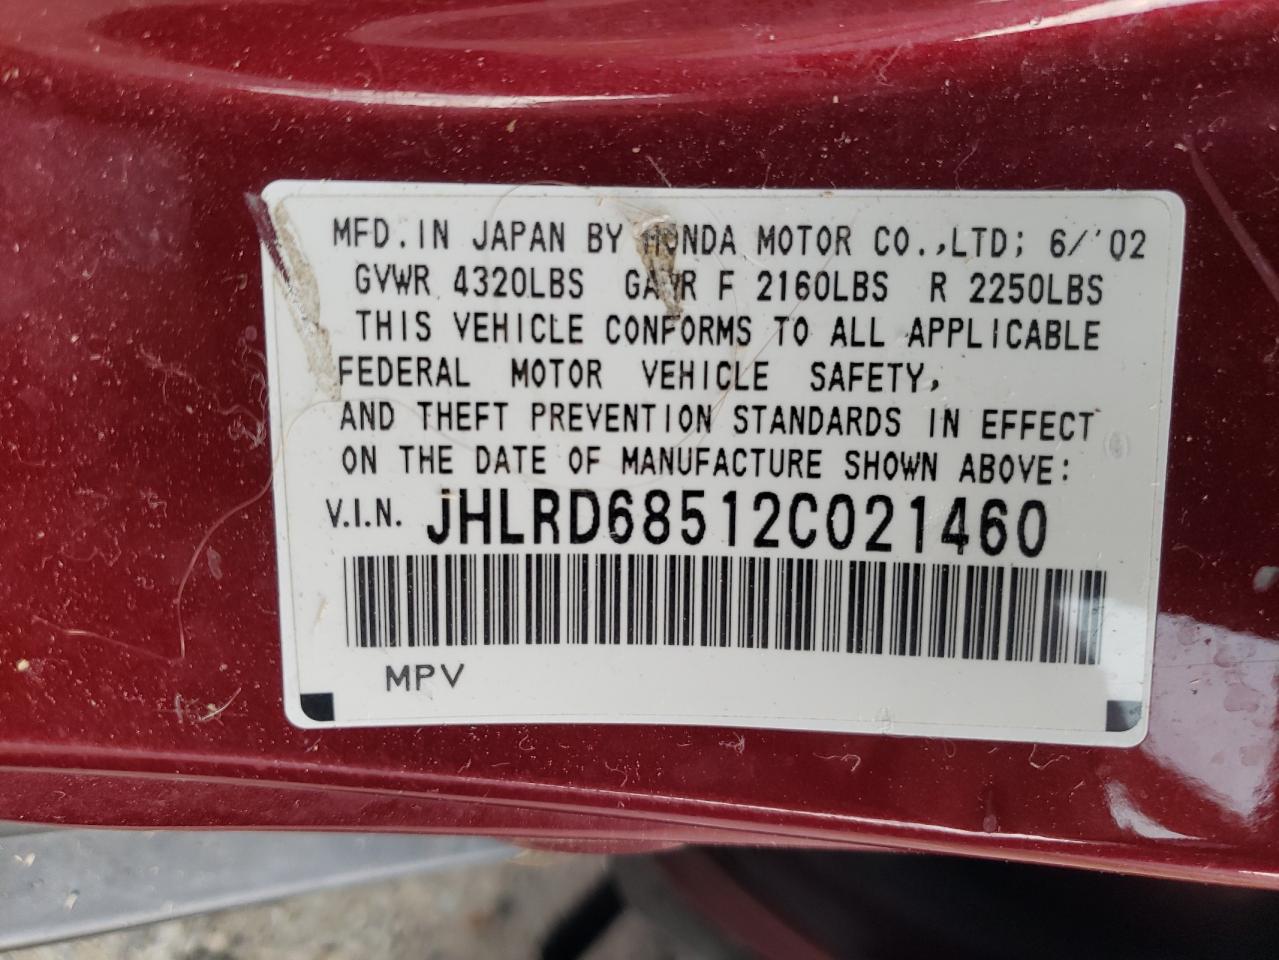 MFD. IN JAPAN BY HONDA MOTOR CO.,LTD; 6/'02
GVWR 4320LBS GAWR F 2160LBS R 2250LBS
THIS VEHICLE CONFORMS TO ALL APPLICABLE
FEDERAL MOTOR VEHICLE SAFETY,
AND THEFT PREVENTION STANDARDS IN EFFECT
ON THE DATE OF MANUFACTURE SHOWN ABOVE:
V.I.N. JHLRD68512C021460
MPV